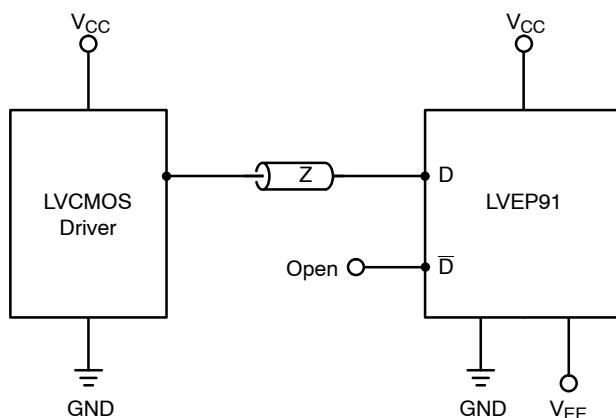 VCC
VCC
LVCMOS
Driver
Z
D
LVEP91
Open
D̅
GND
GND
VEE